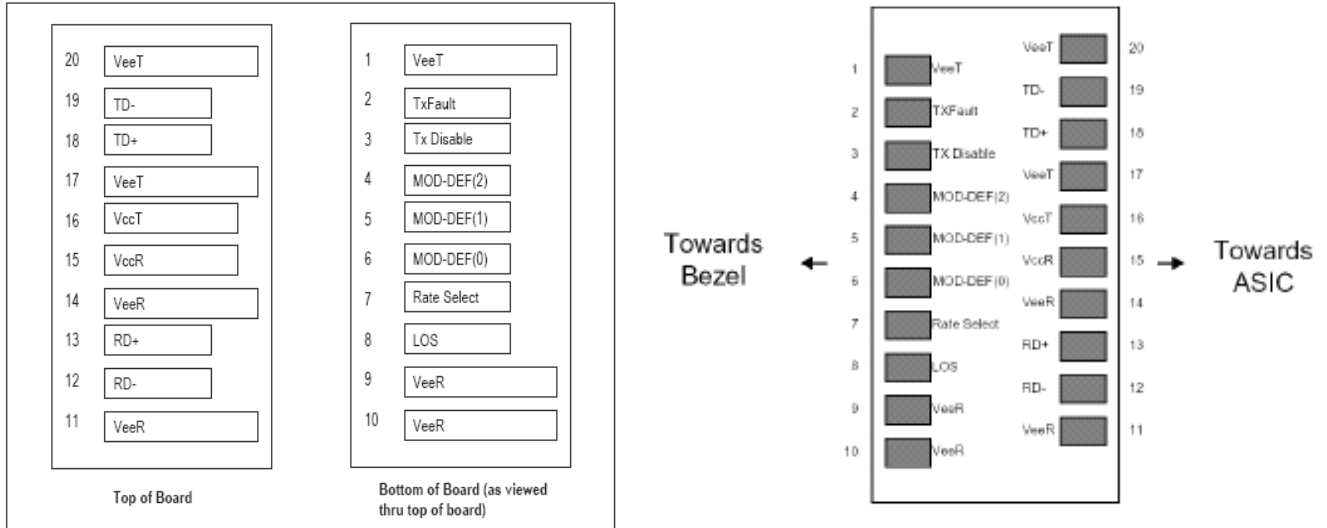 20 VeeT
19 TD-
18 TD+
17 VeeT
16 VccT
15 VccR
14 VeeR
13 RD+
12 RD-
11 VeeR
Top of Board
1 VeeT
2 TxFault
3 Tx Disable
4 MOD-DEF(2)
5 MOD-DEF(1)
6 MOD-DEF(0)
7 Rate Select
8 LOS
9 VeeR
10 VeeR
Bottom of Board (as viewed
thru top of board)
Towards
Bezel
1 VeeT
2 TXFault
3 TX Disable
4 MOD-DEF(2)
5 MOD-DEF(1)
6 MOD-DEF(0)
7 Rate Select
8 LOS
9 VeeR
10 VeeR
VeeT 20
TD- 19
TD+ 18
VeeT 17
VccT 16
VccR 15
VeeR 14
RD+ 13
RD- 12
VeeR 11
Towards
ASIC